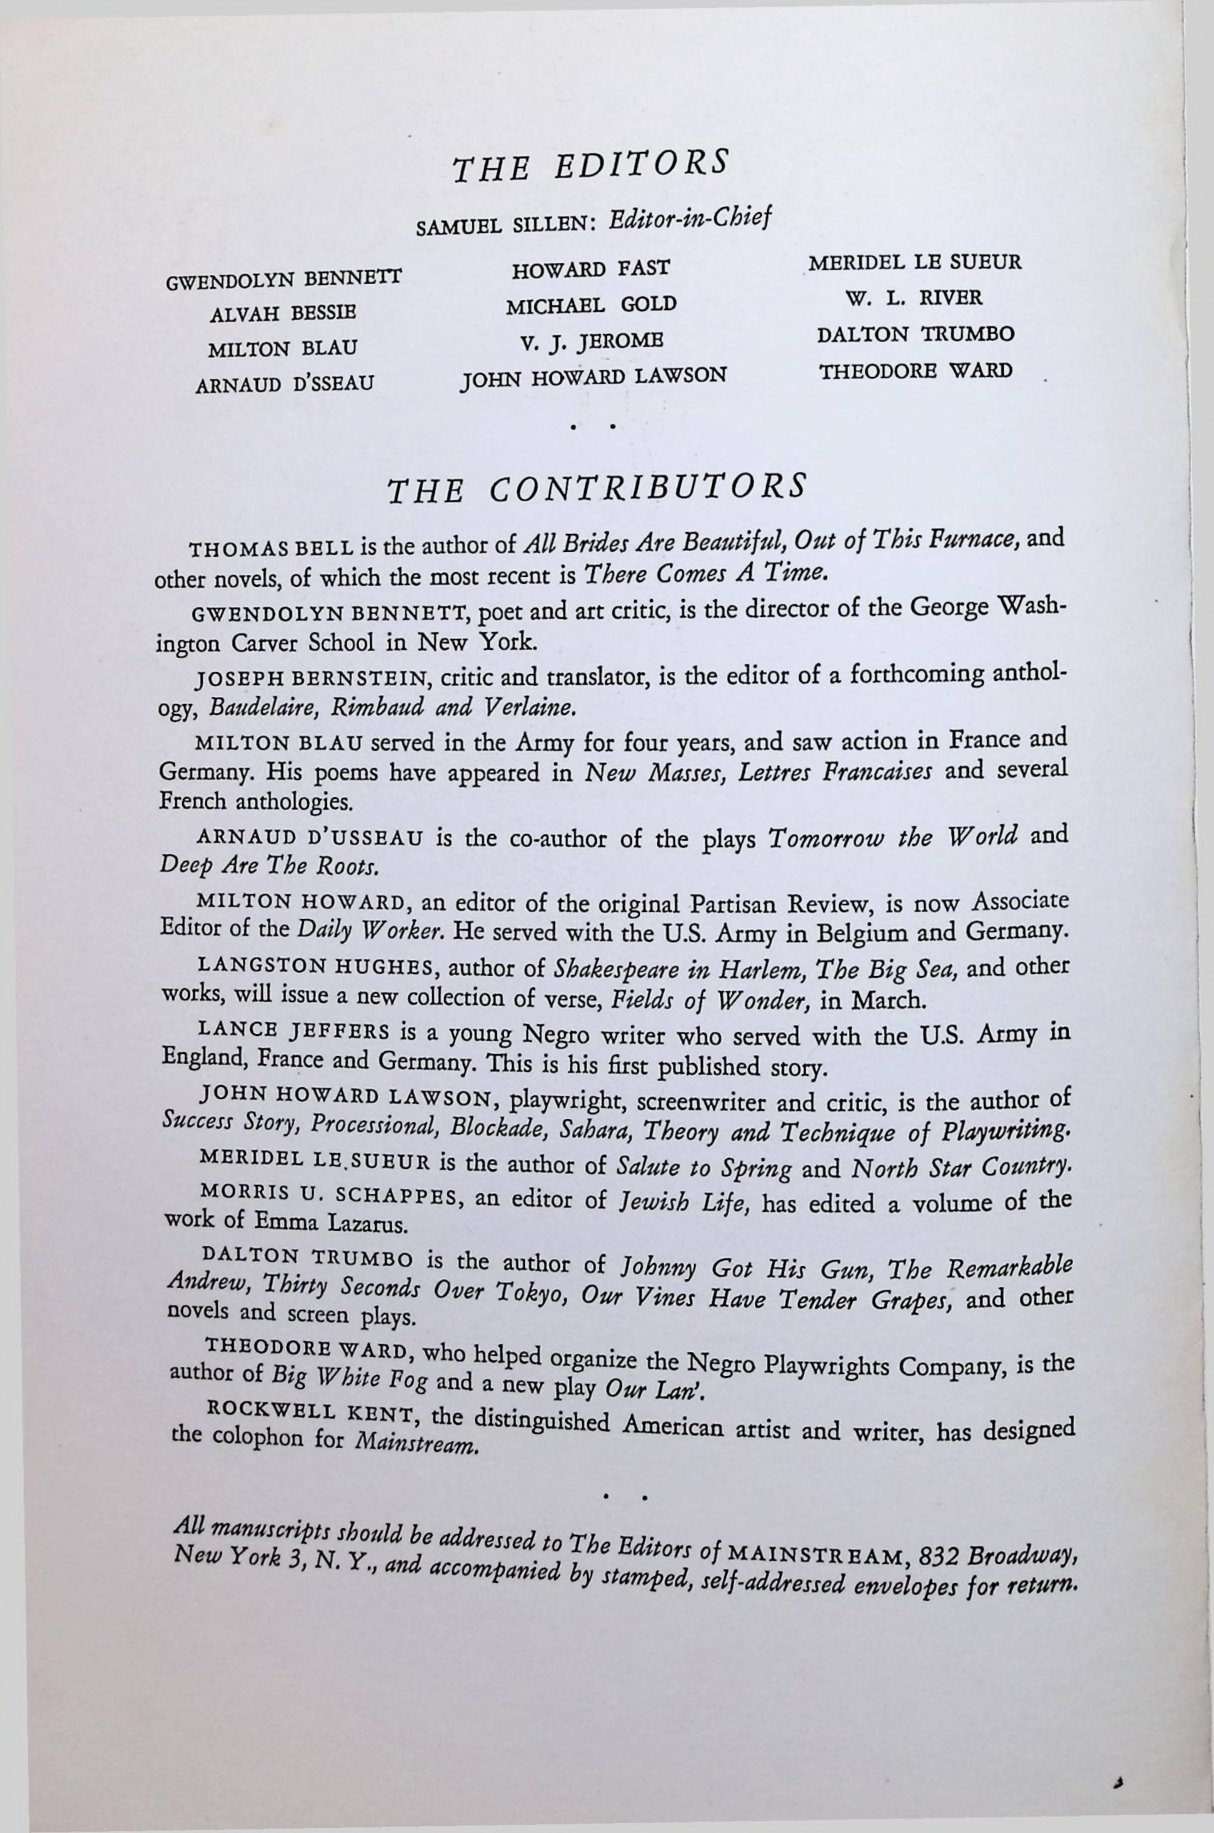 THE EDITORS
SAMUEL SILLEN: Editor-in-Chief
GWENDOLYN BENNETT
ALVAH BESSIE
MILTON BLAU
ARNAUD D'SSEAU
HOWARD FAST
MICHAEL GOLD
V. J. JEROME
JOHN HOWARD LAWSON
MERIDEL LE SUEUR
W. L. RIVER
DALTON TRUMBO
THEODORE WARD
. .
THE CONTRIBUTORS
THOMAS BELL is the author of All Brides Are Beautiful, Out of This Furnace, and
other novels, of which the most recent is There Comes A Time.
GWENDOLYN BENNETT, poet and art critic, is the director of the George Wash-
ington Carver School in New York.
JOSEPH BERNSTEIN, critic and translator, is the editor of a forthcoming anthol-
ogy, Baudelaire, Rimbaud and Verlaine.
MILTON BLAU served in the Army for four years, and saw action in France and
Germany. His poems have appeared in New Masses, Lettres Francaises and several
French anthologies.
ARNAUD D'USSEAU is the co-author of the plays Tomorrow the World and
Deep Are The Roots.
MILTON HOWARD, an editor of the original Partisan Review, is now Associate
Editor of the Daily Worker. He served with the U.S. Army in Belgium and Germany.
LANGSTON HUGHES, author of Shakespeare in Harlem, The Big Sea, and other
works, will issue a new collection of verse, Fields of Wonder, in March.
LANCE JEFFERS is a young Negro writer who served with the U.S. Army in
England, France and Germany. This is his first published story.
JOHN HOWARD LAWSON, playwright, screenwriter and critic, is the author of
Success Story, Processional, Blockade, Sahara, Theory and Technique of Playwriting.
MERIDEL LE SUEUR is the author of Salute to Spring and North Star Country.
MORRIS U. SCHAPPES, an editor of Jewish Life, has edited a volume of the
work of Emma Lazarus.
DALTON TRUMBO is the author of Johnny Got His Gun, The Remarkable
Andrew, Thirty Seconds Over Tokyo, Our Vines Have Tender Grapes, and other
novels and screen plays.
THEODORE WARD, who helped organize the Negro Playwrights Company, is the
author of Big White Fog and a new play Our Lan'.
ROCKWELL KENT, the distinguished American artist and writer, has designed
the colophon for Mainstream.
. .
All manuscripts should be addressed to The Editors of MAINSTREAM, 832 Broadway,
New York 3, N. Y., and accompanied by stamped, self-addressed envelopes for return.